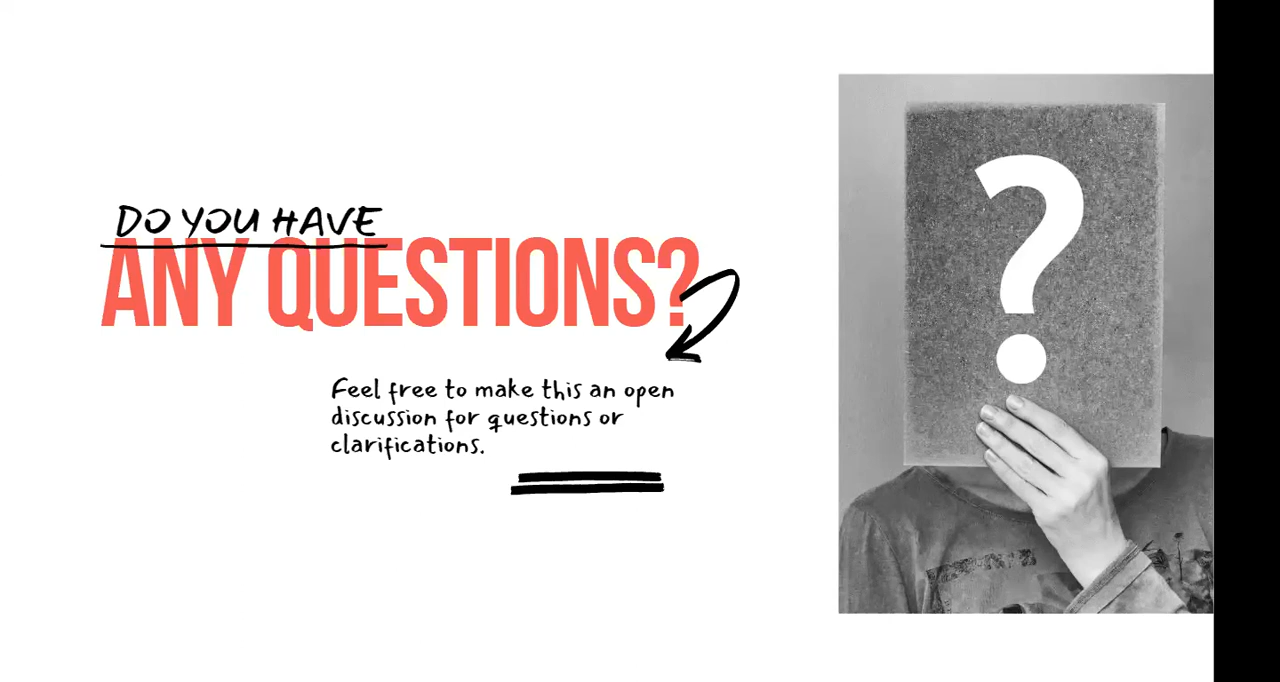 DO YOU HAVE
ANY QUESTIONS?
Feel free to make this an open
discussion for questions or
clarifications.
?